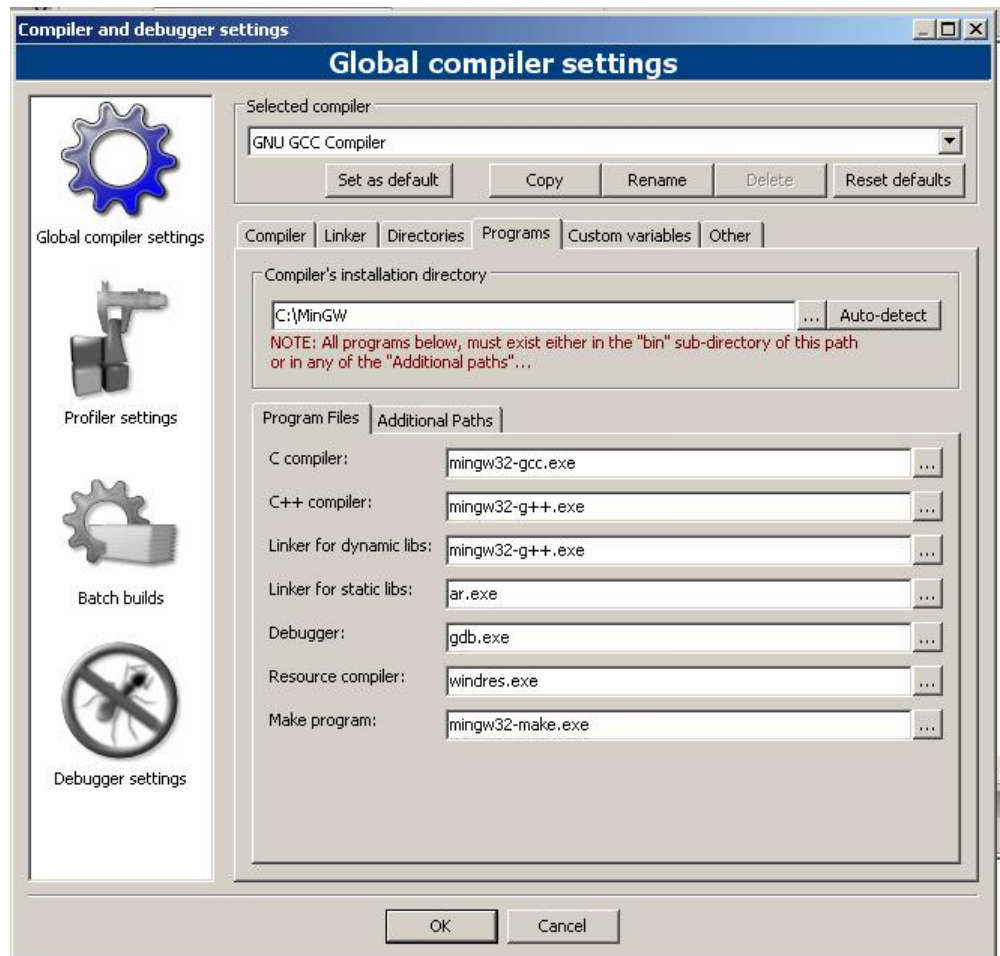 Compiler and debugger settings
Global compiler settings
Global compiler settings
Profiler settings
Batch builds
Debugger settings
Selected compiler
GNU GCC Compiler
Set as default
Copy
Rename
Delete
Reset defaults
Compiler
Linker
Directories
Programs
Custom variables
Other
Compiler's installation directory
C:\MinGW
...
Auto-detect
NOTE: All programs below, must exist either in the "bin" sub-directory of this path
or in any of the "Additional paths"...
Program Files
Additional Paths
C compiler:
mingw32-gcc.exe
...
C++ compiler:
mingw32-g++.exe
...
Linker for dynamic libs:
mingw32-g++.exe
...
Linker for static libs:
ar.exe
...
Debugger:
gdb.exe
...
Resource compiler:
windres.exe
...
Make program:
mingw32-make.exe
...
OK
Cancel